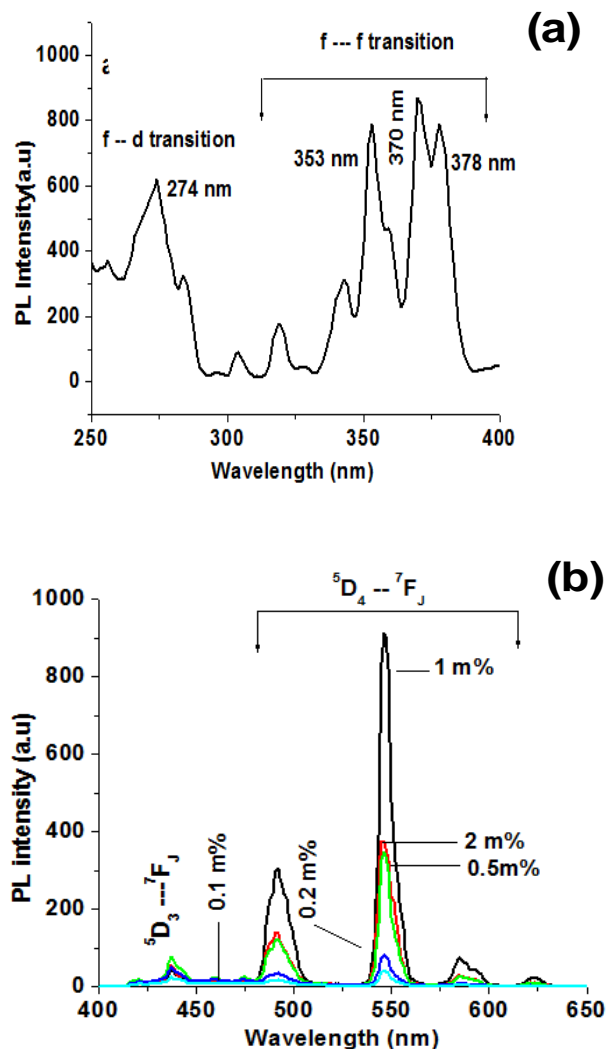 (a)
f --- f transition
f -- d transition
274 nm
353 nm
370 nm
378 nm
PL Intensity(a.u)
1000
800
600
400
200
0
250
300
350
400
Wavelength (nm)
(b)
⁵D₄ -- ⁷F_J
1 m%
2 m%
0.5m%
0.2 m%
0.1 m%
⁵D₃ ---⁷F_J
PL intensity (a.u)
1000
800
600
400
200
0
400
450
500
550
600
650
Wavelength (nm)